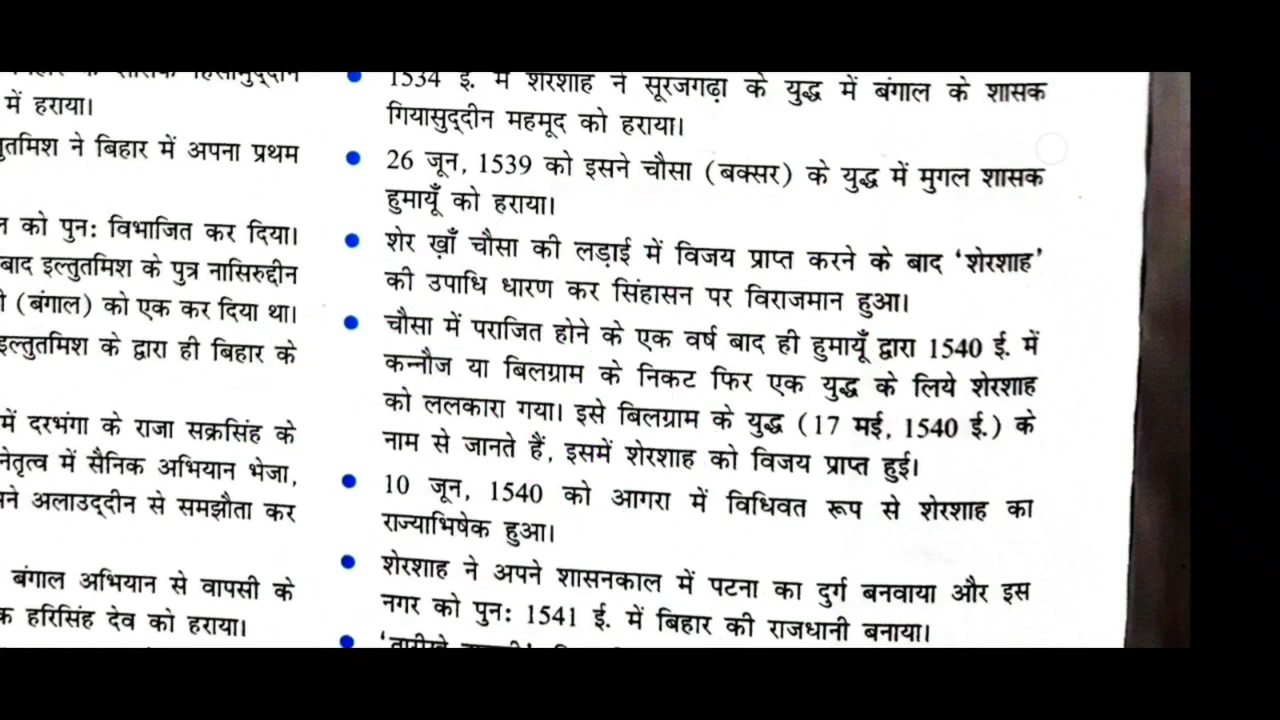 में हराया।
ने बिहार में अपना प्रथम
को पुनः विभाजित कर दिया।
बाद इल्तुतमिश के पुत्र नासिरुद्दीन
(बंगाल) को एक कर दिया था।
इल्तुतमिश के द्वारा ही बिहार के
में दरभंगा के राजा सक्रसिंह के
नेतृत्व में सैनिक अभियान भेजा,
अलाउद्दीन से समझौता कर
बंगाल अभियान से वापसी के
हरिसिंह देव को हराया।
• 1534 ई. में शेरशाह ने सूरजगढ़ा के युद्ध में बंगाल के शासक
गियासुद्दीन महमूद को हराया।
• 26 जून, 1539 को इसने चौसा (बक्सर) के युद्ध में मुगल शासक
हुमायूँ को हराया।
• शेर ख़ाँ चौसा की लड़ाई में विजय प्राप्त करने के बाद ‘शेरशाह’
की उपाधि धारण कर सिंहासन पर विराजमान हुआ।
• चौसा में पराजित होने के एक वर्ष बाद ही हुमायूँ द्वारा 1540 ई. में
कन्नौज या बिलग्राम के निकट फिर एक युद्ध के लिये शेरशाह
को ललकारा गया। इसे बिलग्राम के युद्ध (17 मई, 1540 ई.) के
नाम से जानते हैं, इसमें शेरशाह को विजय प्राप्त हुई।
• 10 जून, 1540 को आगरा में विधिवत रूप से शेरशाह का
राज्याभिषेक हुआ।
• शेरशाह ने अपने शासनकाल में पटना का दुर्ग बनवाया और इस
नगर को पुनः 1541 ई. में बिहार की राजधानी बनाया।